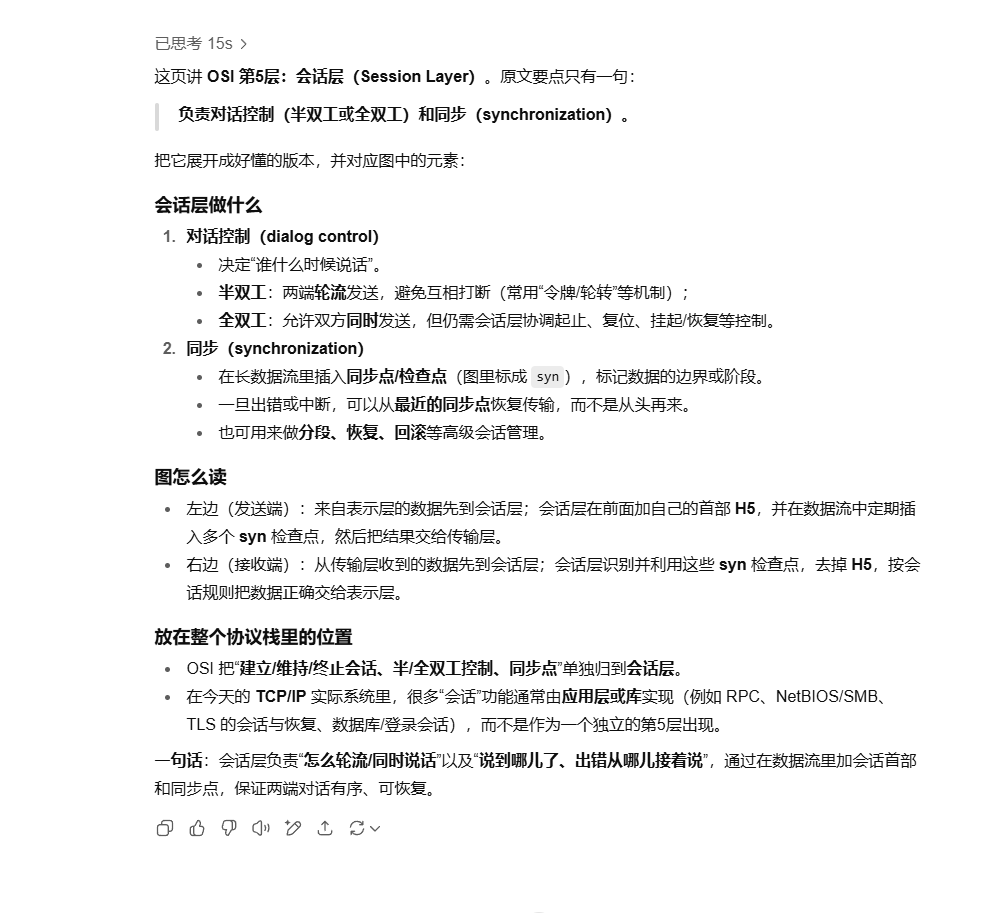 已思考 15s >
这页讲 OSI 第5层：会话层（Session Layer）。原文要点只有一句：
负责对话控制（半双工或全双工）和同步（synchronization）。
把它展开成好懂的版本，并对应图中的元素：
会话层做什么
1. 对话控制（dialog control）
• 决定“谁什么时候说话”。
• 半双工：两端轮流发送，避免互相打断（常用“令牌/轮转”等机制）；
• 全双工：允许双方同时发送，但仍需会话层协调起止、复位、挂起/恢复等控制。
2. 同步（synchronization）
• 在长数据流里插入同步点/检查点（图里标成 syn ），标记数据的边界或阶段。
• 一旦出错或中断，可以从最近的同步点恢复传输，而不是从头再来。
• 也可用来做分段、恢复、回滚等高级会话管理。
图怎么读
• 左边（发送端）：来自表示层的数据先到会话层；会话层在前面加自己的首部 H5，并在数据流中定期插
入多个 syn 检查点，然后把结果交给传输层。
• 右边（接收端）：从传输层收到的数据先到会话层；会话层识别并利用这些 syn 检查点，去掉 H5，按会
话规则把数据正确交给表示层。
放在整个协议栈里的位置
• OSI 把“建立/维持/终止会话、半/全双工控制、同步点”单独归到会话层。
• 在今天的 TCP/IP 实际系统里，很多“会话”功能通常由应用层或库实现（例如 RPC、NetBIOS/SMB、
TLS 的会话与恢复、数据库/登录会话），而不是作为一个独立的第5层出现。
一句话：会话层负责“怎么轮流/同时说话”以及“说到哪儿了、出错从哪儿接着说”，通过在数据流里加会话首部
和同步点，保证两端对话有序、可恢复。